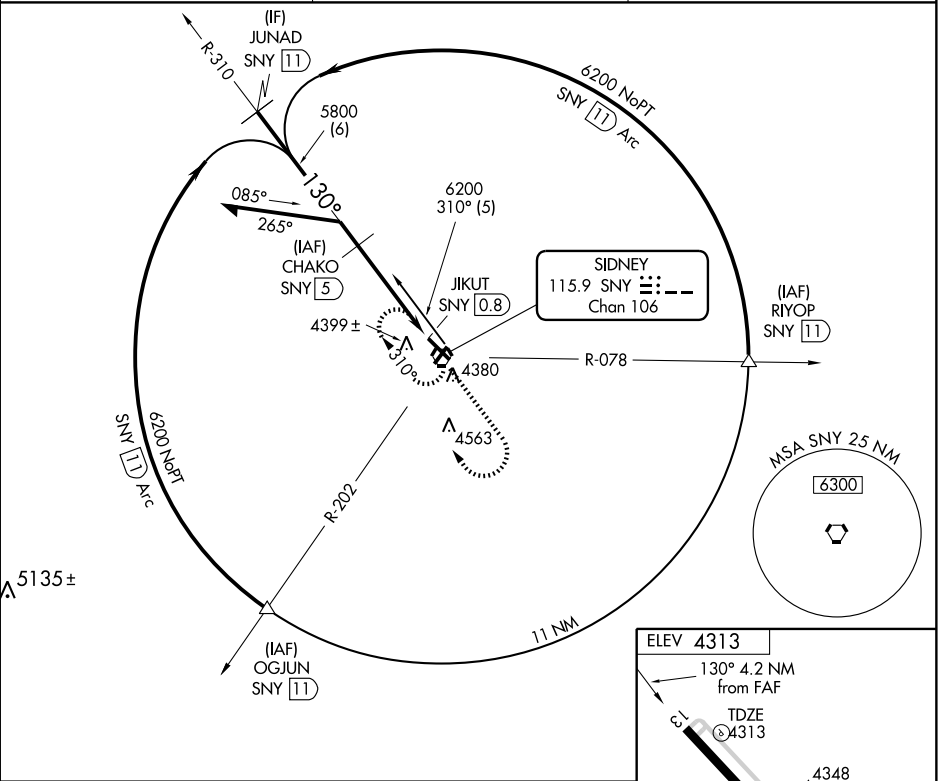 (IF)
JUNAD
SNY 11
R-310
6200 NoPT
SNY 11 Arc
5800
(6)
130°
6200
310° (5)
085°
265°
(IAF)
CHAKO
SNY 5
JIKUT
SNY 0.8
SIDNEY
115.9 SNY
Chan 106
(IAF)
RIYOP
SNY 11
4399±
310°
4380
R-078
4563
6200 NoPT
SNY 11 Arc
R-202
MSA SNY 25 NM
6300
5135±
(IAF)
OGJUN
SNY 11
11 NM
ELEV 4313
130° 4.2 NM
from FAF
13
TDZE
4313
4348